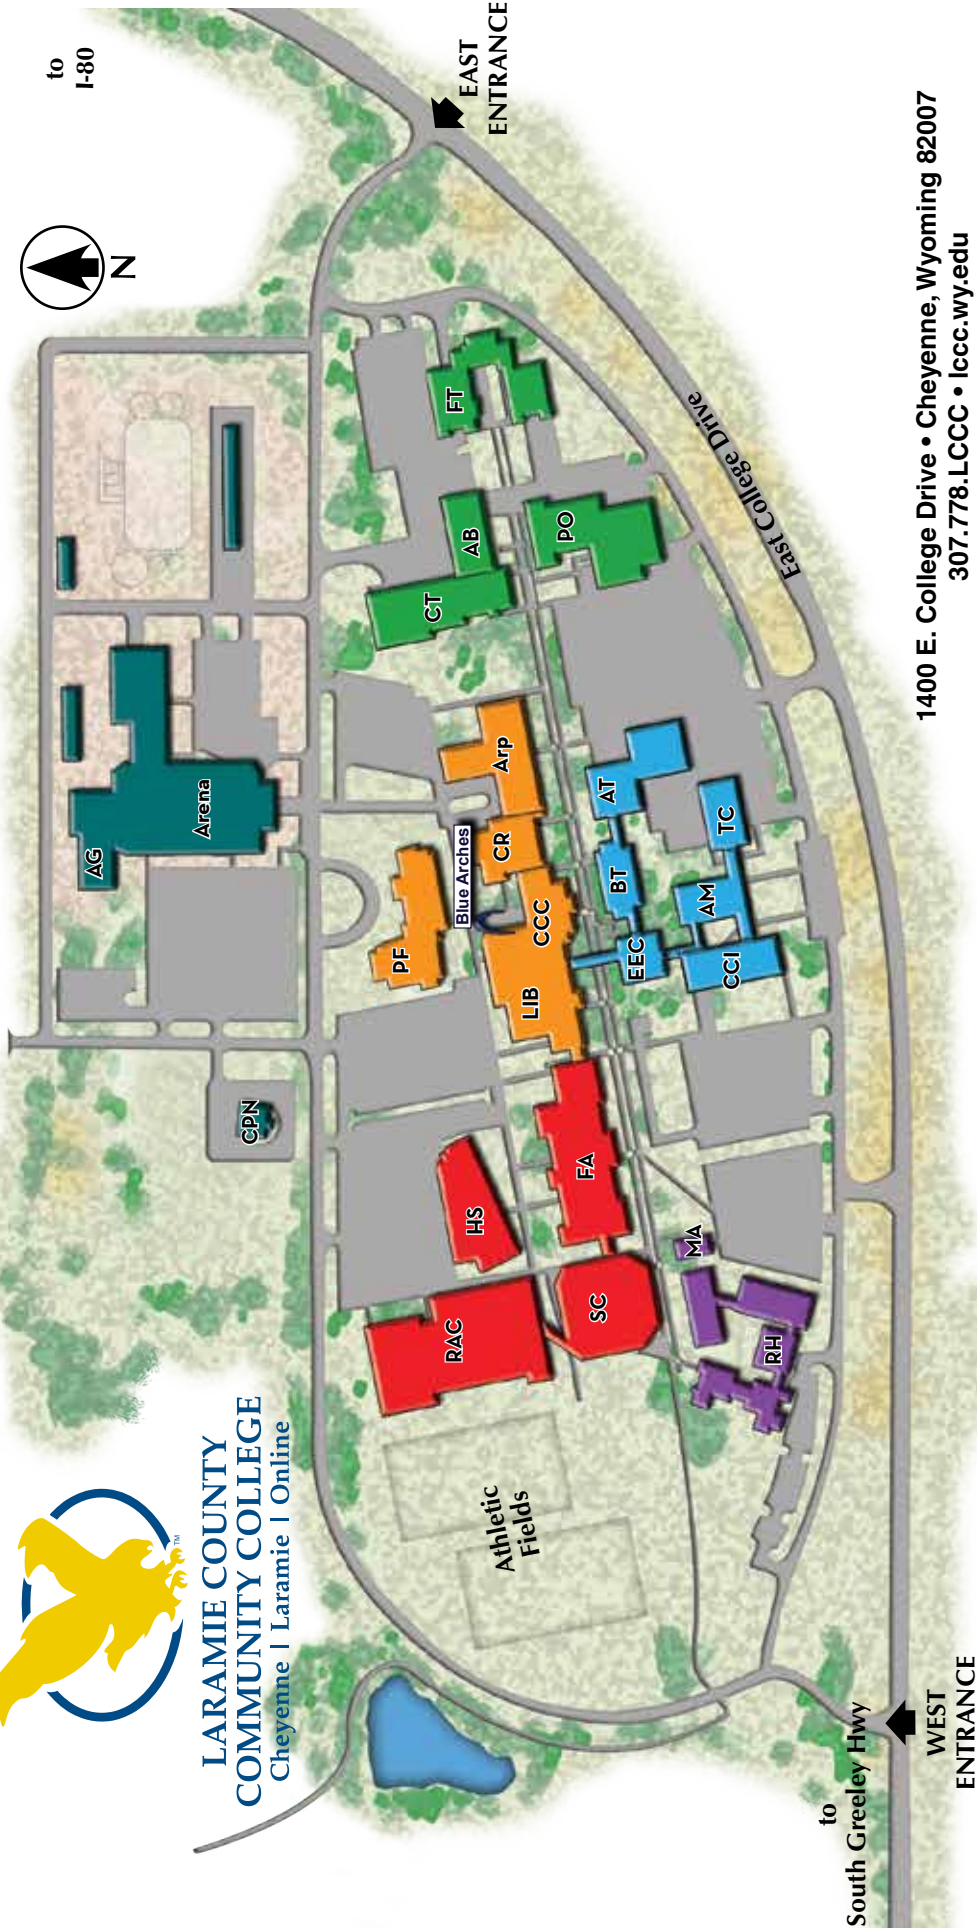 LARAMIE COUNTY
COMMUNITY COLLEGE
Cheyenne | Laramie | Online
TM
N
to
I-80
EAST
ENTRANCE
AG
Arena
CPN
PF
Blue Arches
CR
Arp
CCC
LIB
CT
AB
FT
PO
HS
FA
RAC
SC
AT
BT
EEC
TC
AM
CCI
MA
RH
Athletic
Fields
East College Drive
to
South Greeley Hwy
WEST
ENTRANCE
1400 E. College Drive • Cheyenne, Wyoming 82007
307.778.LCCC • lccc.wy.edu